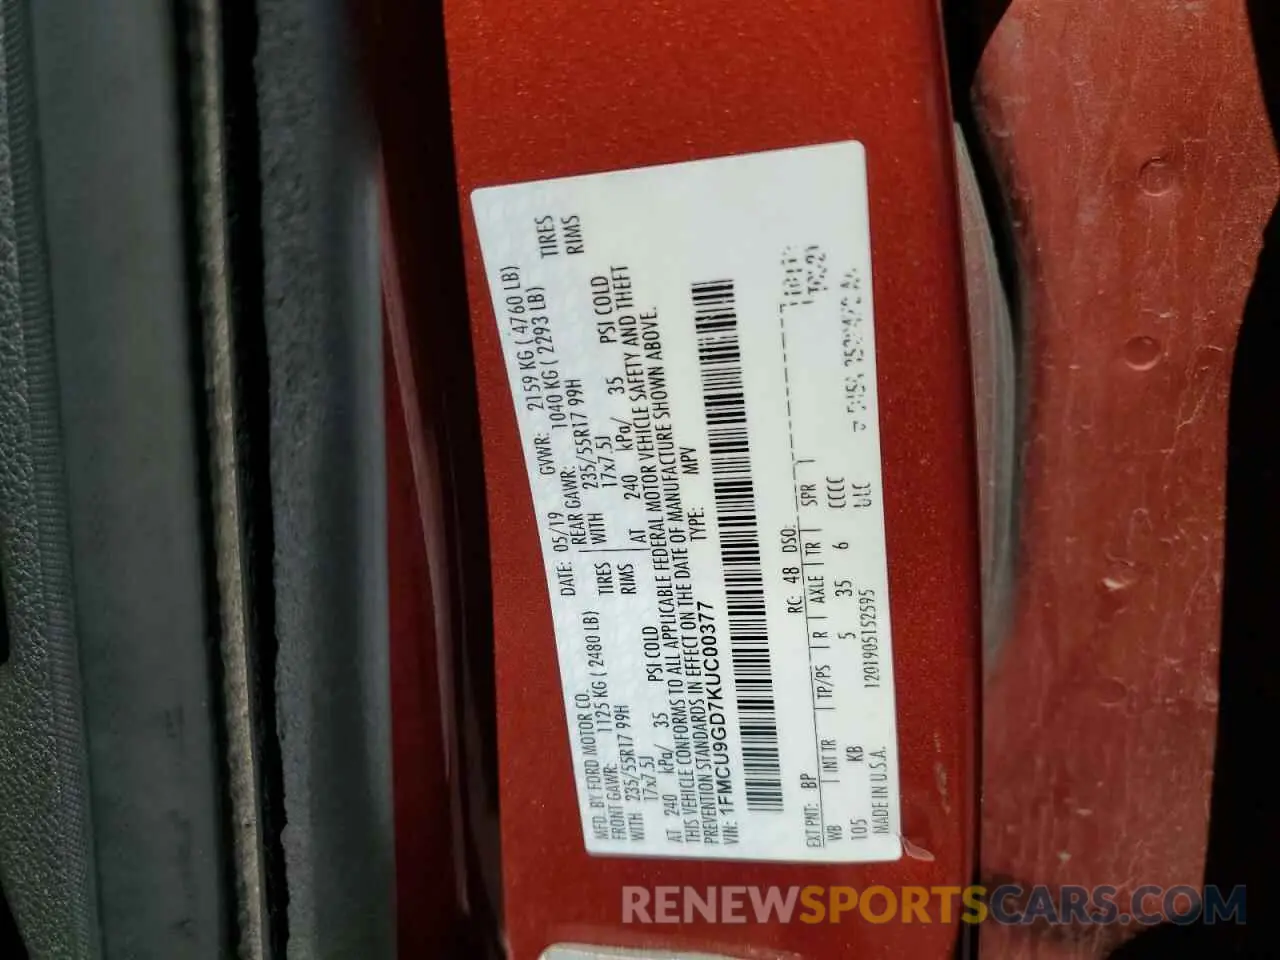 MFD. BY FORD MOTOR CO.
DATE: 05/19 GVWR: 2159 KG ( 4760 LB)
FRONT GAWR: 1125 KG ( 2480 LB)
REAR GAWR: 1040 KG ( 2293 LB)
WITH 235/55R17 99H TIRES
WITH 235/55R17 99H TIRES
17x7.5J RIMS
17x7.5J RIMS
AT 240 kPa/ 35 PSI COLD
AT 240 kPa/ 35 PSI COLD
THIS VEHICLE CONFORMS TO ALL APPLICABLE FEDERAL MOTOR VEHICLE SAFETY AND THEFT
PREVENTION STANDARDS IN EFFECT ON THE DATE OF MANUFACTURE SHOWN ABOVE.
VIN: 1FMCU9GD7KUC00377 TYPE: MPV
EXT PNT: BP RC: 48 DSO:
WB INT TR TP/PS R AXLE TR SPR
105 KB 5 35 6 CCCC
MADE IN U.S.A. 1201905152595
RENEWSPORTSCARS.COM